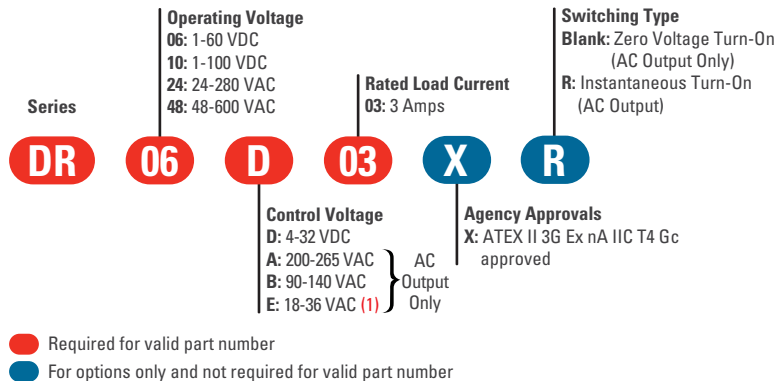 Operating Voltage
06: 1-60 VDC
10: 1-100 VDC
24: 24-280 VAC
48: 48-600 VAC
Switching Type
Blank: Zero Voltage Turn-On
(AC Output Only)
R: Instantaneous Turn-On
(AC Output)
Rated Load Current
03: 3 Amps
Series
DR 06 D 03 X R
Control Voltage
D: 4-32 VDC
A: 200-265 VAC
B: 90-140 VAC
E: 18-36 VAC (1)
AC
Output
Only
Agency Approvals
X: ATEX II 3G Ex nA IIC T4 Gc
approved
Required for valid part number
For options only and not required for valid part number